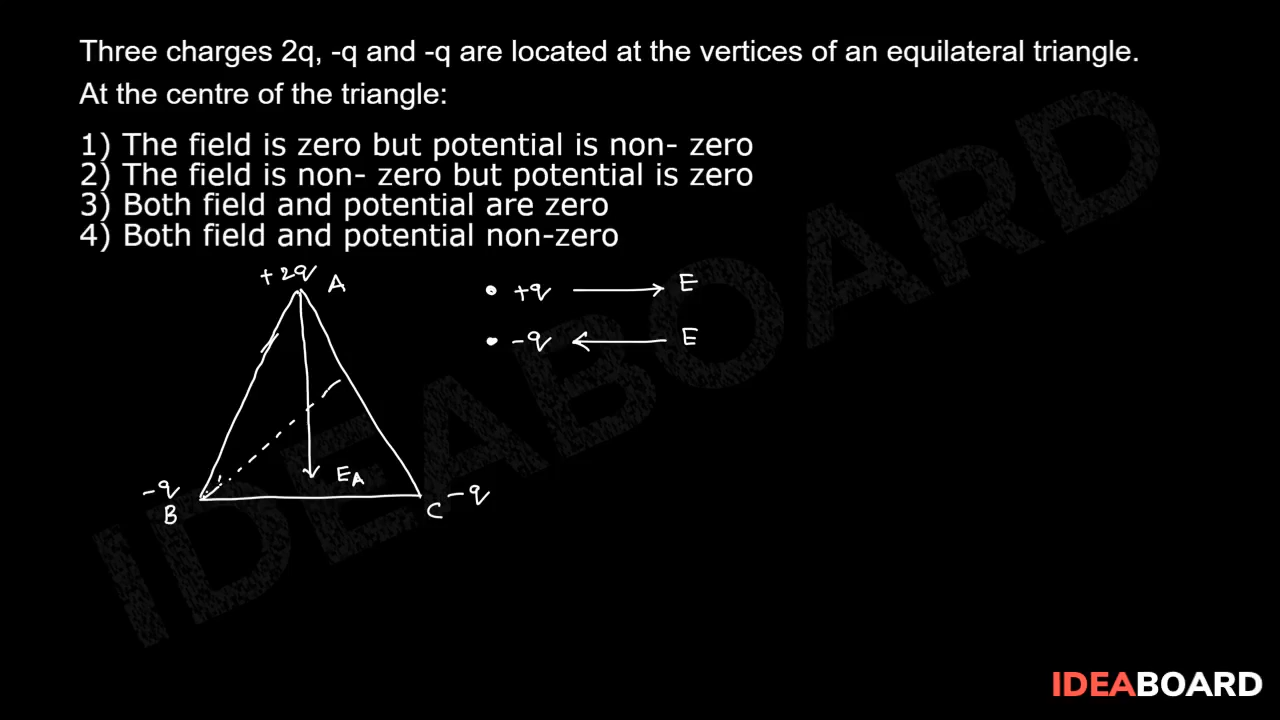 Three charges 2q, -q and -q are located at the vertices of an equilateral triangle.
At the centre of the triangle:
1) The field is zero but potential is non- zero
2) The field is non- zero but potential is zero
3) Both field and potential are zero
4) Both field and potential non-zero
+2q A
+q E
-q E
EA
-q
B
C -q
IDEABOARD
IDEABOARD